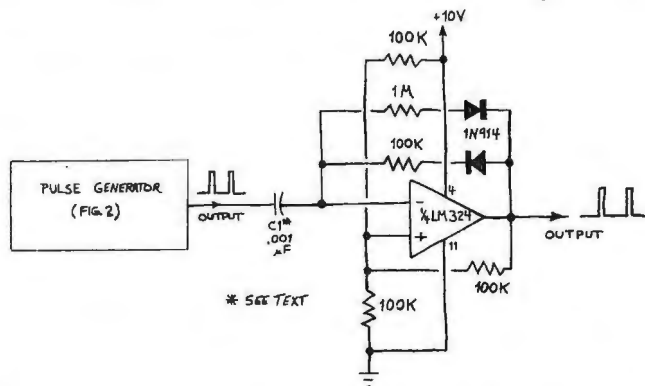 +10V
100K
1M
1N914
100K
PULSE GENERATOR
(FIG. 2)
OUTPUT
C1*
.001
µF
-
+
4
¼ LM324
11
OUTPUT
100K
100K
* SEE TEXT